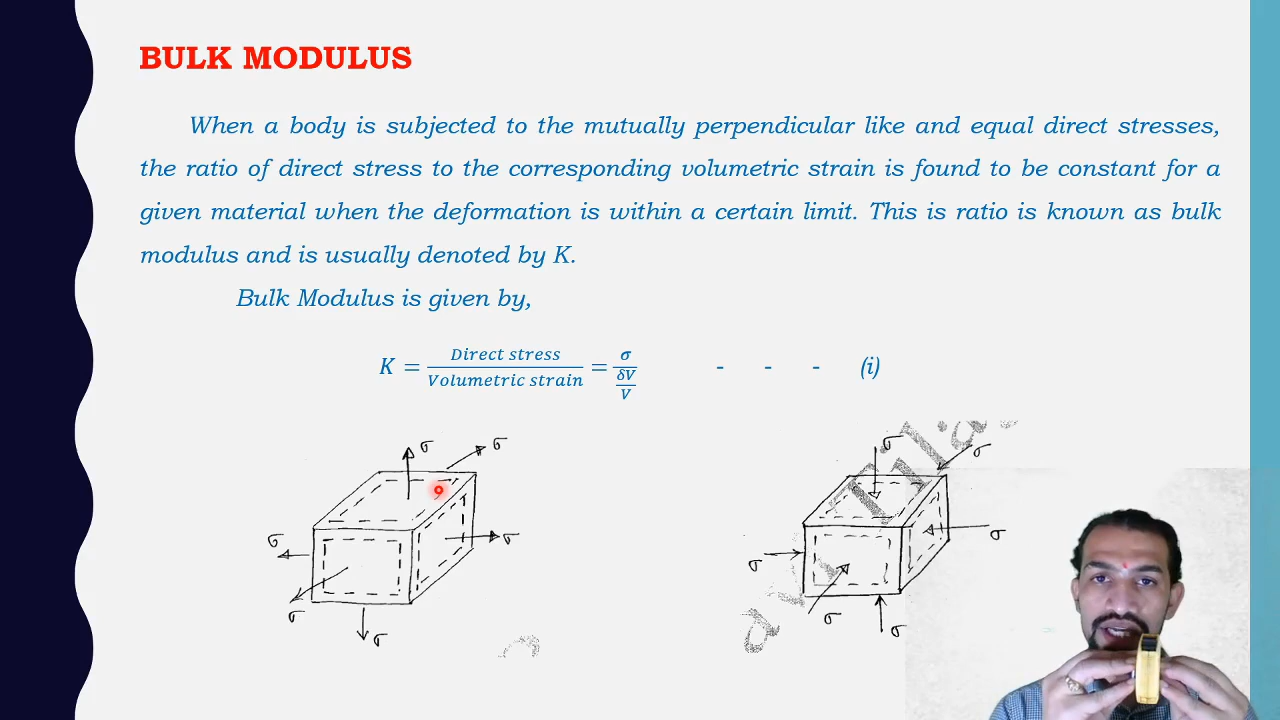 BULK MODULUS
When a body is subjected to the mutually perpendicular like and equal direct stresses,
the ratio of direct stress to the corresponding volumetric strain is found to be constant for a
given material when the deformation is within a certain limit. This is ratio is known as bulk
modulus and is usually denoted by K.
Bulk Modulus is given by,
K = Direct stress / Volumetric strain = σ / (δV / V) - - - (i)
σ σ
σ σ
σ σ
σ σ
σ σ
σ σ